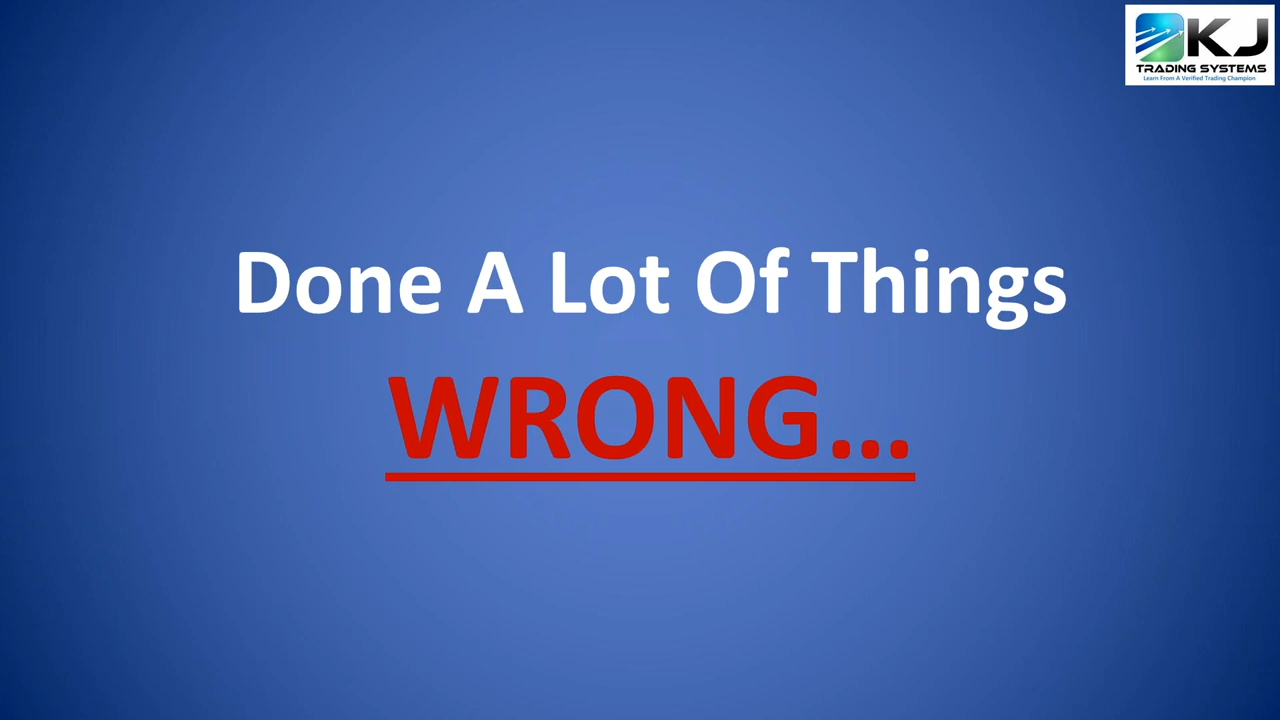 KJ
TRADING SYSTEMS
Learn From A Verified Trading Champion
Done A Lot Of Things
WRONG...